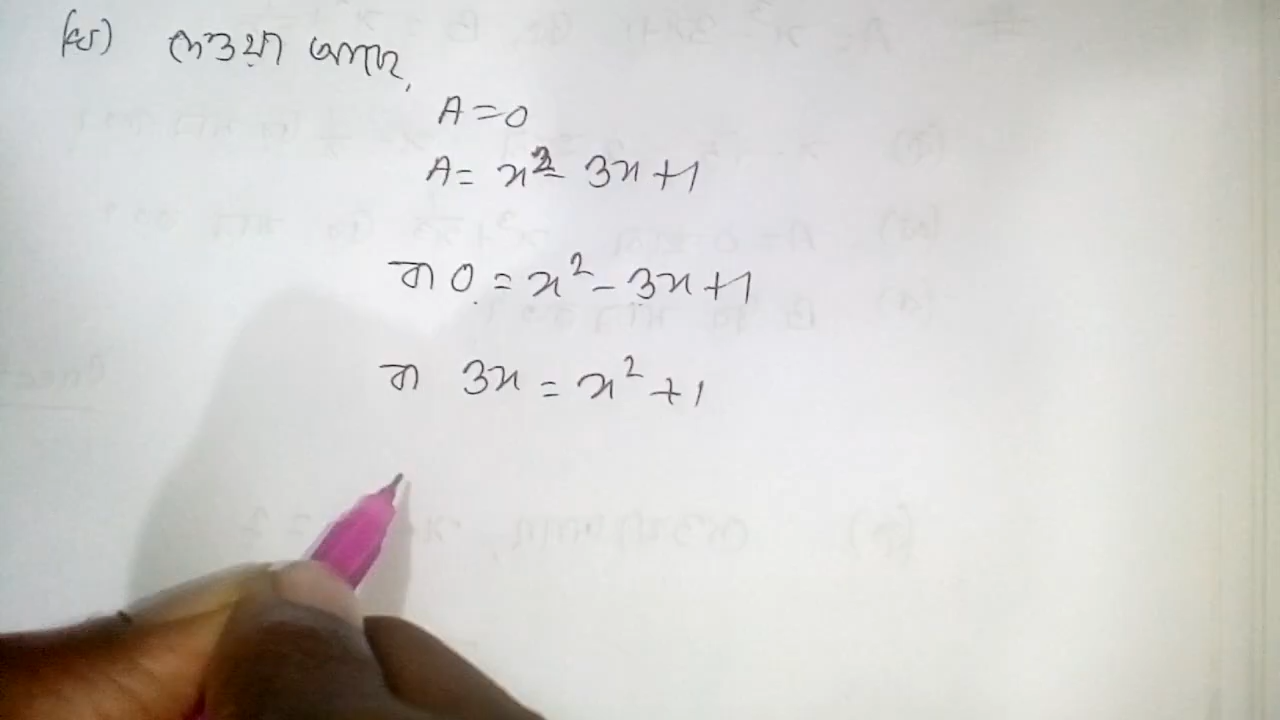 (খ) দেওয়া আছে,
A = 0
A = x² 3x + 1
বা 0 = x² - 3x + 1
বা 3x = x² + 1